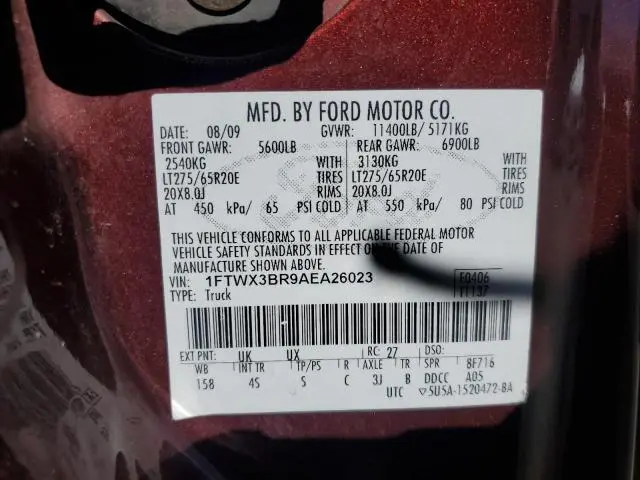 MFD. BY FORD MOTOR CO.
DATE: 08/09 GVWR: 11400LB/ 5171KG
FRONT GAWR: 5600LB REAR GAWR: 6900LB
2540KG WITH 3130KG WITH
LT275/65R20E TIRES LT275/65R20E TIRES
20X8.0J RIMS 20X8.0J RIMS
AT 450 kPa/ 65 PSI COLD AT 550 kPa/ 80 PSI COLD
THIS VEHICLE CONFORMS TO ALL APPLICABLE FEDERAL MOTOR
VEHICLE SAFETY STANDARDS IN EFFECT ON THE DATE OF
MANUFACTURE SHOWN ABOVE.
VIN: 1FTWX3BR9AEA26023 F0406
TYPE: Truck 11137
EXT PNT: UK UX RC: 27 DSO:
WB INT TR TP/PS R AXLE TR SPR 8F716
158 4S S C 3J B DDCC A05
UTC ▽5U5A-1520472-BA